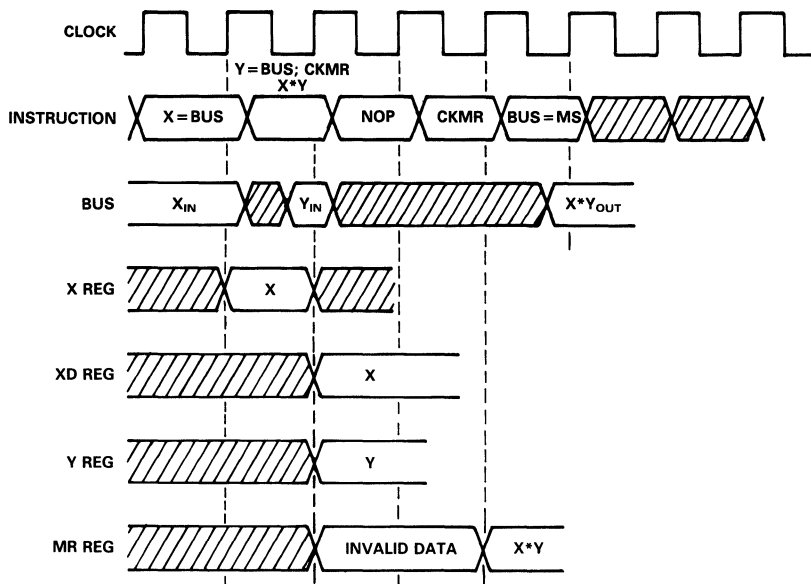 CLOCK
Y=BUS; CKMR
X*Y
INSTRUCTION X=BUS NOP CKMR BUS=MS
BUS XIN YIN X*YOUT
X REG X
XD REG X
Y REG Y
MR REG INVALID DATA X*Y